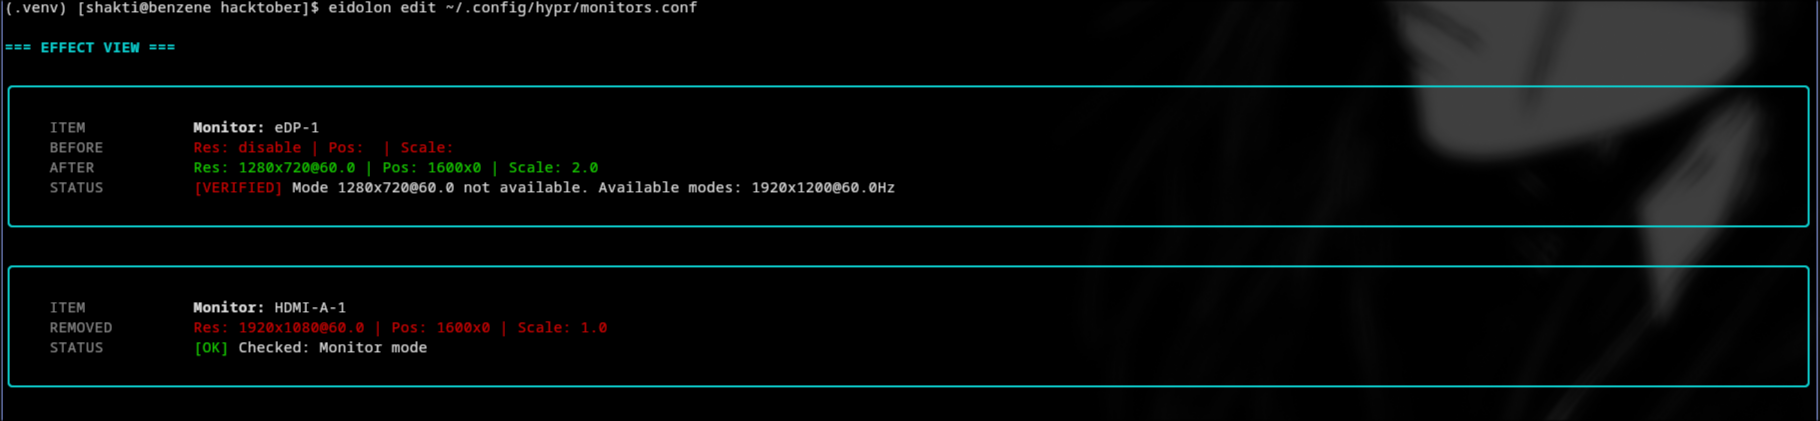 (.venv) [shakti@benzene hacktober]$ eidolon edit ~/.config/hypr/monitors.conf
=== EFFECT VIEW ===
ITEM Monitor: eDP-1
BEFORE Res: disable | Pos:  | Scale:
AFTER Res: 1280x720@60.0 | Pos: 1600x0 | Scale: 2.0
STATUS [VERIFIED] Mode 1280x720@60.0 not available. Available modes: 1920x1200@60.0Hz
ITEM Monitor: HDMI-A-1
REMOVED Res: 1920x1080@60.0 | Pos: 1600x0 | Scale: 1.0
STATUS [OK] Checked: Monitor mode